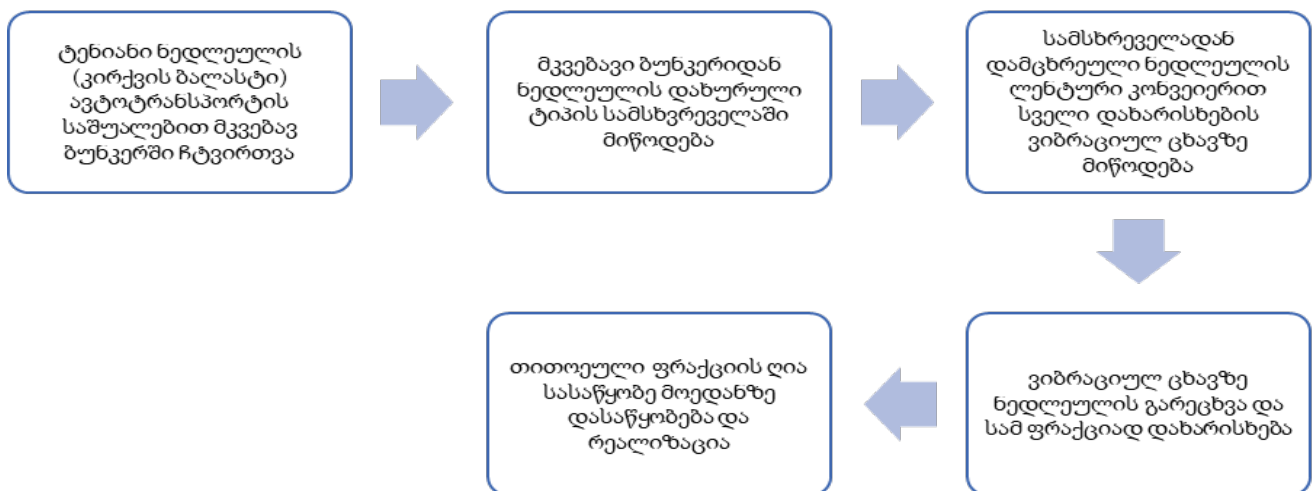 ტენიანი ნედლეულის
(კირქვის ბალასტი)
ავტოტრანსპორტის
საშუალებით მკვებავ
ბუნკერში ჩტვირთვა
მკვებავი ბუნკერიდან
ნედლეულის დახურული
ტიპის სამსხვრეველაში
მიწოდება
სამსხრეველადან
დამცხრეული ნედლეულის
ლენტური კონვეიერით
სველი დახარისხების
ვიბრაციულ ცხავზე
მიწოდება
ვიბრაციულ ცხავზე
ნედლეულის გარეცხვა და
სამ ფრაქციად დახარისხება
თითოეული ფრაქციის ღია
სასაწყობე მოედანზე
დასაწყობება და
რეალიზაცია